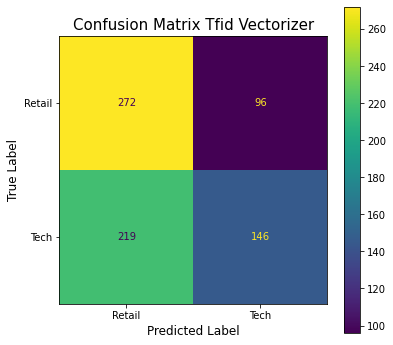 Confusion Matrix Tfid Vectorizer
True Label
Retail
Tech
272
96
219
146
Retail
Tech
Predicted Label
260
240
220
200
180
160
140
120
100